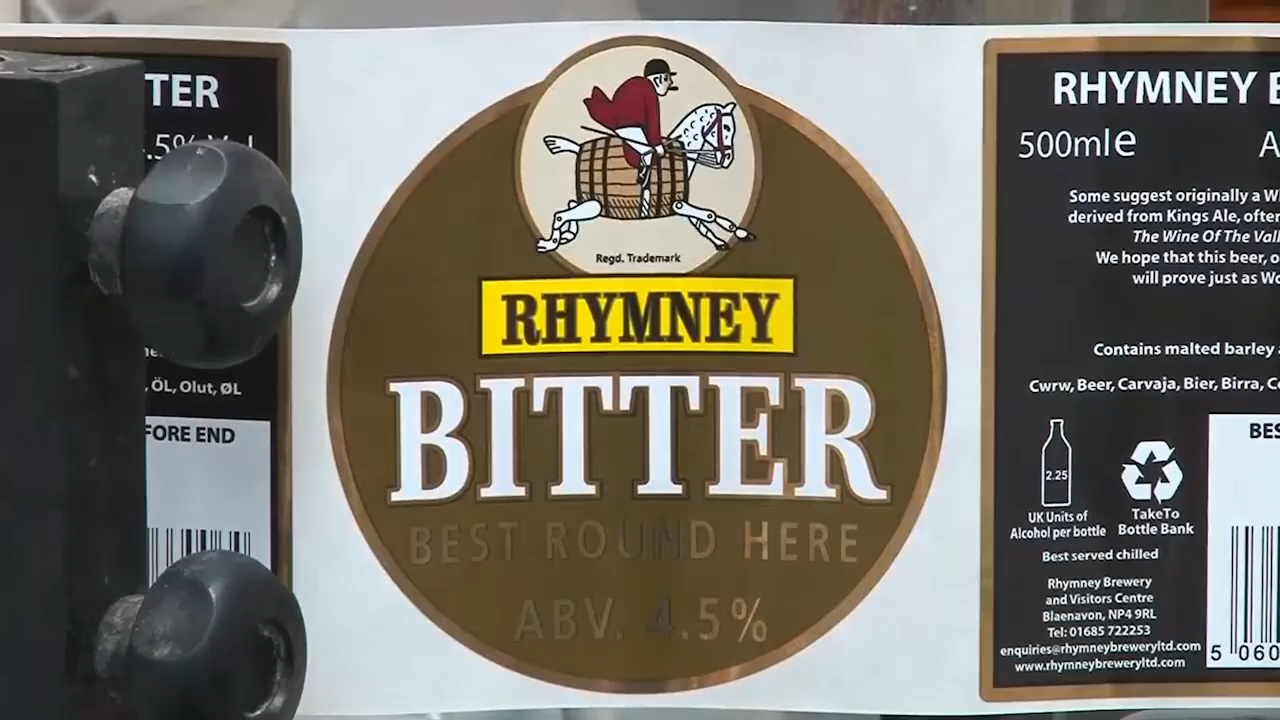 TTER
.5% Vol
, ÖL, Olut, ØL
FORE END
Regd. Trademark
RHYMNEY
BITTER
BEST ROUND HERE
ABV. 4.5%
RHYMNEY
500ml e
Some suggest originally a
derived from Kings Ale,
The Wine Of The
We hope that this beer,
will prove just as
Contains malted barley
Cwrw, Beer, Carvaja, Bier, Birra,
2.25
UK Units of
Alcohol per bottle
TakeTo
Bottle Bank
BES
Best served chilled
Rhymney Brewery
and Visitors Centre
Blaenavon, NP4 9RL
Tel: 01685 722253
enquiries@rhymneybreweryltd.com
www.rhymneybreweryltd.com
5 060